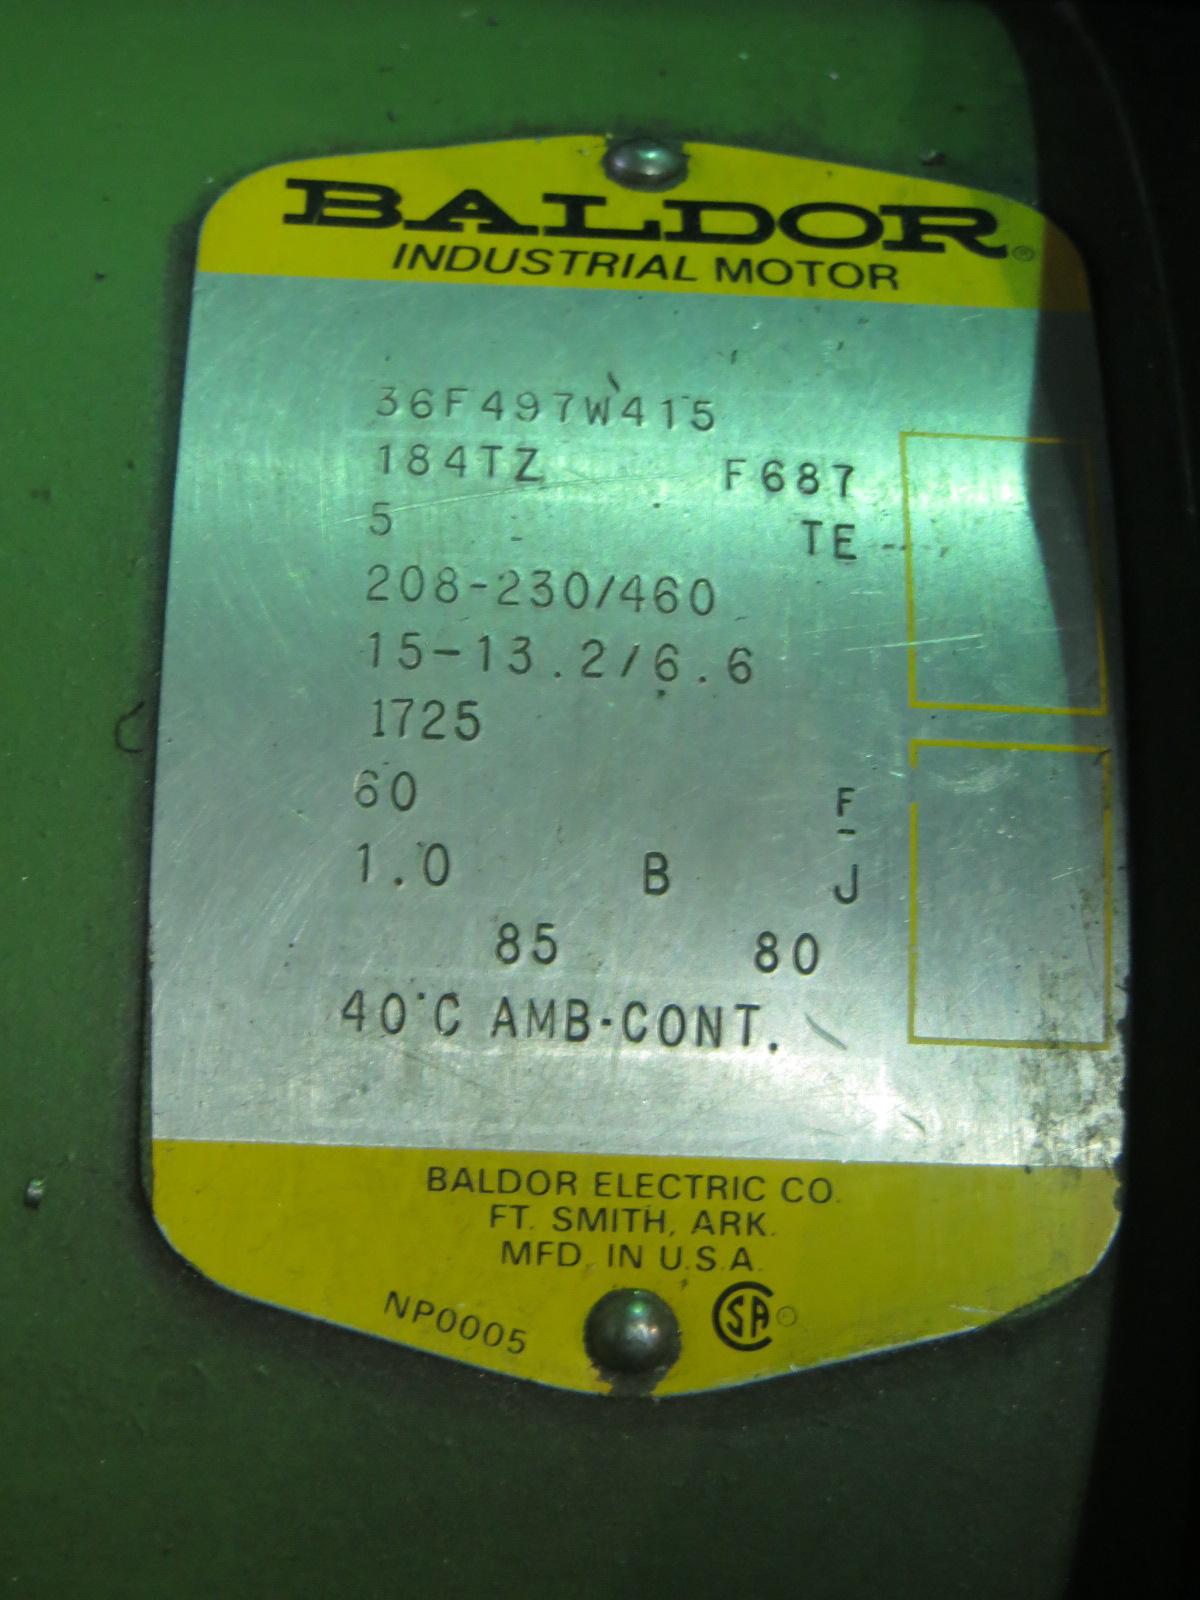 BALDOR®
INDUSTRIAL MOTOR
36F497W415
184TZ F687
5 TE
208-230/460
15-13.2/6.6
1725
60 F
1.0 B J
85 80
40°C AMB-CONT.
BALDOR ELECTRIC CO.
FT. SMITH, ARK.
MFD. IN U.S.A.
NP0005 SA